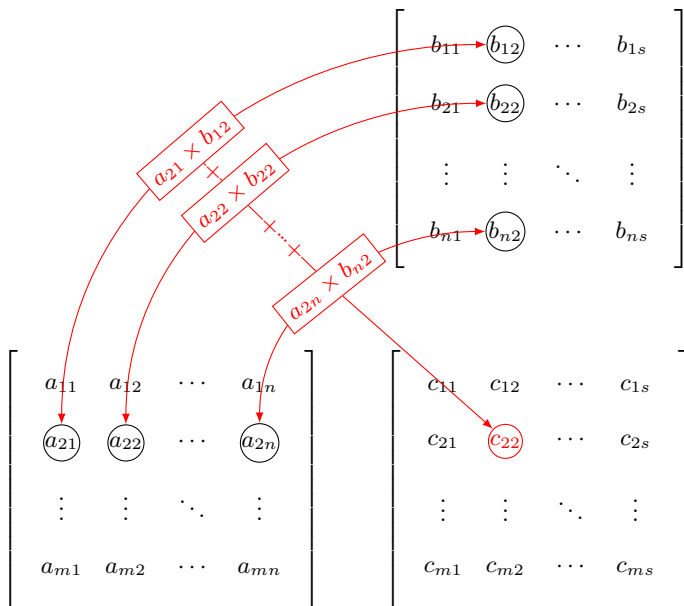 b₁₁ b₁₂ ⋯ b₁ₛ
b₂₁ b₂₂ ⋯ b₂ₛ
⋮ ⋮ ⋱ ⋮
bₙ₁ bₙ₂ ⋯ bₙₛ
a₂₁ × b₁₂
+
a₂₂ × b₂₂
+ ... +
a₂ₙ × bₙ₂
a₁₁ a₁₂ ⋯ a₁ₙ
a₂₁ a₂₂ ⋯ a₂ₙ
⋮ ⋮ ⋱ ⋮
aₘ₁ aₘ₂ ⋯ aₘₙ
c₁₁ c₁₂ ⋯ c₁ₛ
c₂₁ c₂₂ ⋯ c₂ₛ
⋮ ⋮ ⋱ ⋮
cₘ₁ cₘ₂ ⋯ cₘₛ